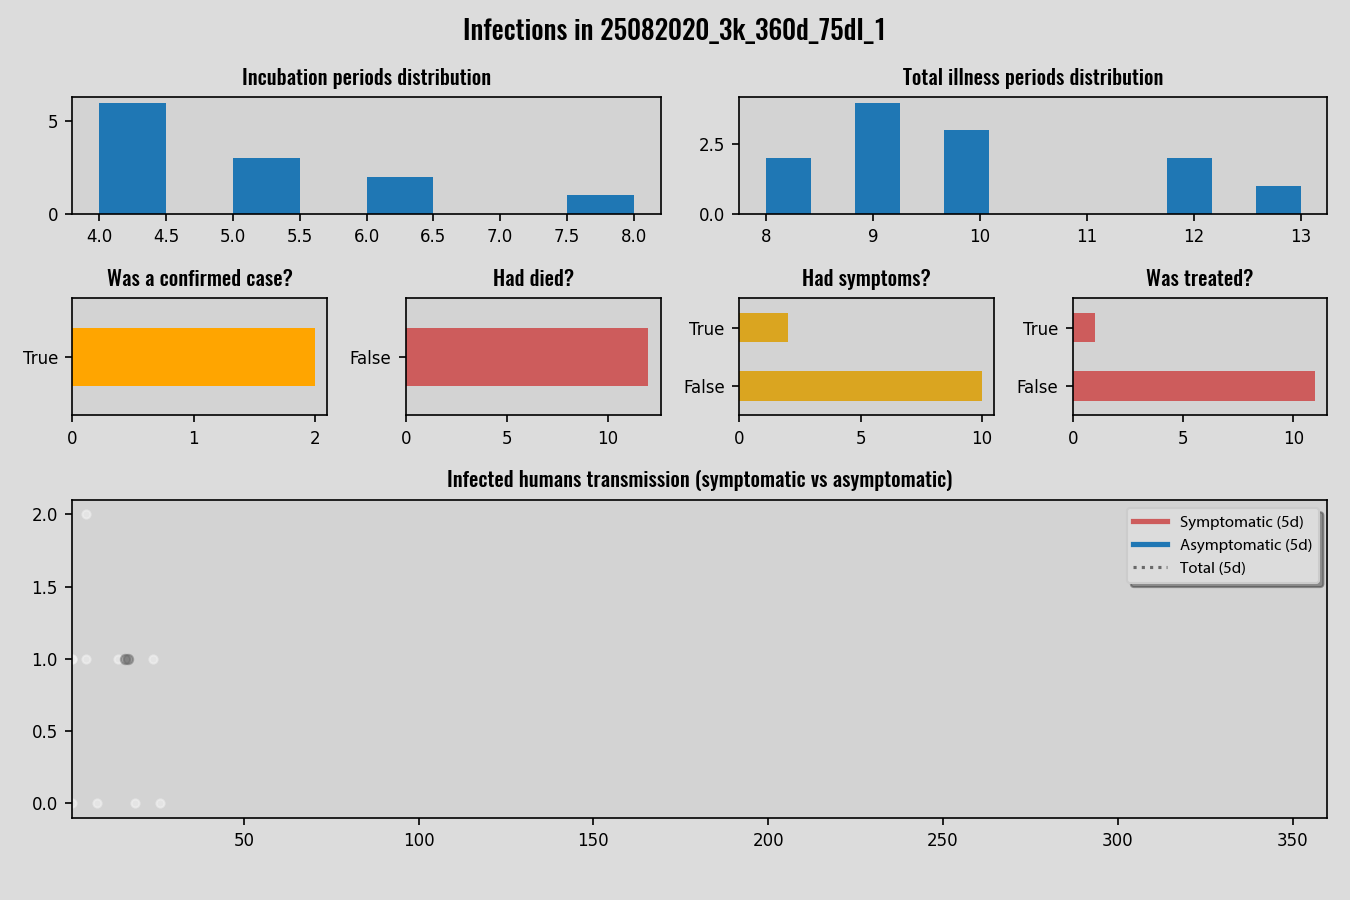 Infections in 25082020_3k_360d_75dl_1
Incubation periods distribution
Total illness periods distribution
5
0
4.0 4.5 5.0 5.5 6.0 6.5 7.0 7.5 8.0
2.5
0.0
8 9 10 11 12 13
Was a confirmed case?
Had died?
Had symptoms?
Was treated?
True
0 1 2
False
0 5 10
True
False
0 5 10
True
False
0 5 10
Infected humans transmission (symptomatic vs asymptomatic)
2.0
1.5
1.0
0.5
0.0
Symptomatic (5d)
Asymptomatic (5d)
Total (5d)
50 100 150 200 250 300 350